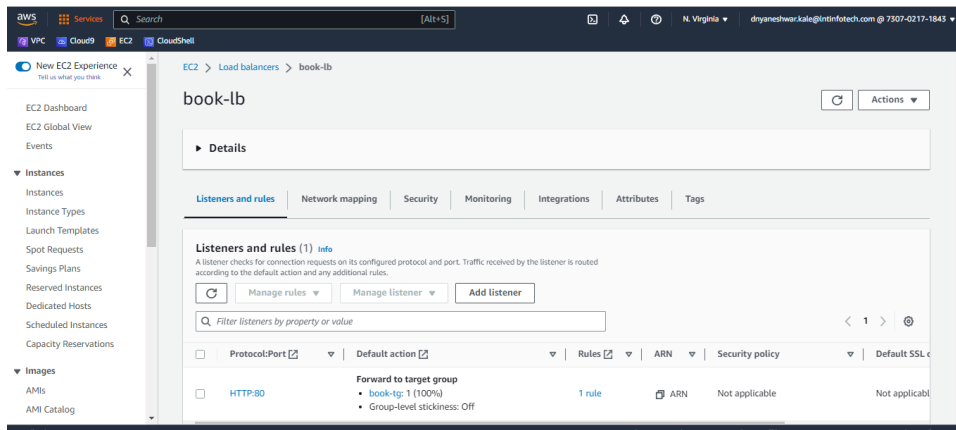 aws
Services
Search
[Alt+S]
N. Virginia
dnyaneshwar.kale@lntinfotech.com @ 7307-0217-1843
VPC
Cloud9
EC2
CloudShell
New EC2 Experience
Tell us what you think
EC2 Dashboard
EC2 Global View
Events
Instances
Instances
Instance Types
Launch Templates
Spot Requests
Savings Plans
Reserved Instances
Dedicated Hosts
Scheduled Instances
Capacity Reservations
Images
AMIs
AMI Catalog
EC2 > Load balancers > book-lb
book-lb
Actions
Details
Listeners and rules
Network mapping
Security
Monitoring
Integrations
Attributes
Tags
Listeners and rules (1) Info
A listener checks for connection requests on its configured protocol and port. Traffic received by the listener is routed
according to the default action and any additional rules.
Manage rules
Manage listener
Add listener
Filter listeners by property or value
1
Protocol:Port
Default action
Rules
ARN
Security policy
Default SSL
HTTP:80
Forward to target group
• book-tg: 1 (100%)
• Group-level stickiness: Off
1 rule
ARN
Not applicable
Not applicabl